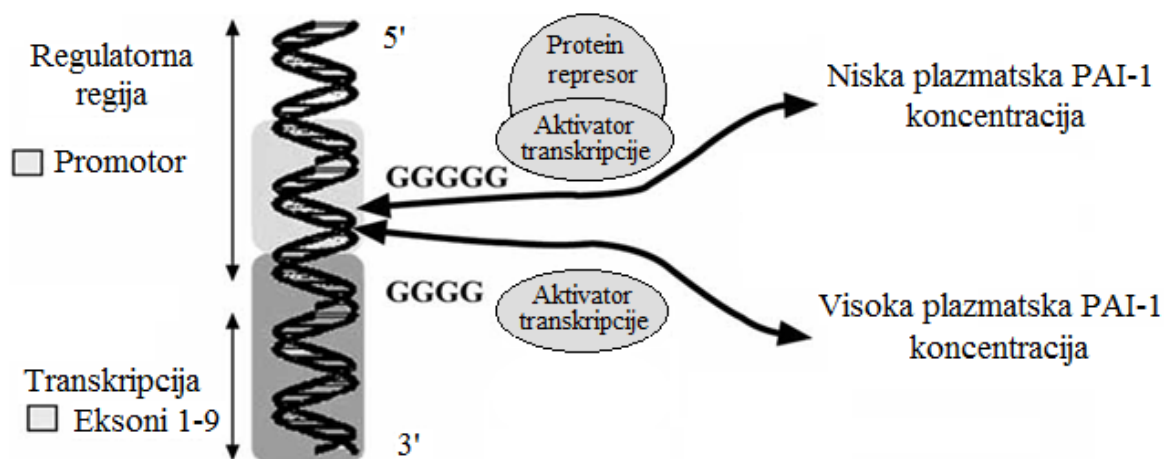 Regulatorna
regija
Promotor
Transkripcija
Eksoni 1-9
5'
3'
Protein
represor
Aktivator
transkripcije
GGGGG
GGGG
Aktivator
transkripcije
Niska plazmatska PAI-1
koncentracija
Visoka plazmatska PAI-1
koncentracija